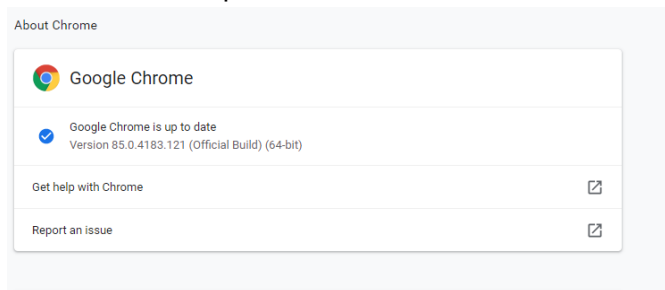 About Chrome
Google Chrome
Google Chrome is up to date
Version 85.0.4183.121 (Official Build) (64-bit)
Get help with Chrome
Report an issue